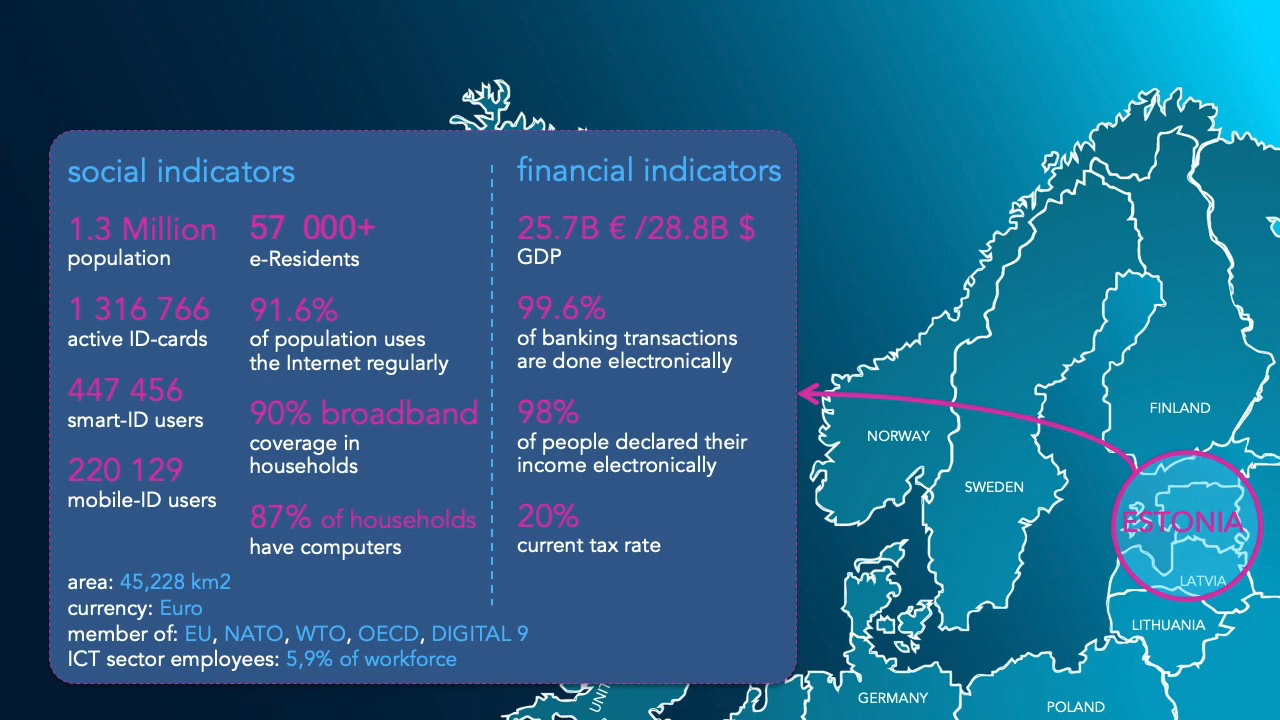 social indicators
1.3 Million
population
1 316 766
active ID-cards
447 456
smart-ID users
220 129
mobile-ID users
57 000+
e-Residents
91.6%
of population uses
the Internet regularly
90% broadband
coverage in
households
87% of households
have computers
financial indicators
25.7B € /28.8B $
GDP
99.6%
of banking transactions
are done electronically
98%
of people declared their
income electronically
20%
current tax rate
area: 45,228 km2
currency: Euro
member of: EU, NATO, WTO, OECD, DIGITAL 9
ICT sector employees: 5,9% of workforce
FINLAND
NORWAY
SWEDEN
ESTONIA
LATVIA
LITHUANIA
GERMANY
POLAND